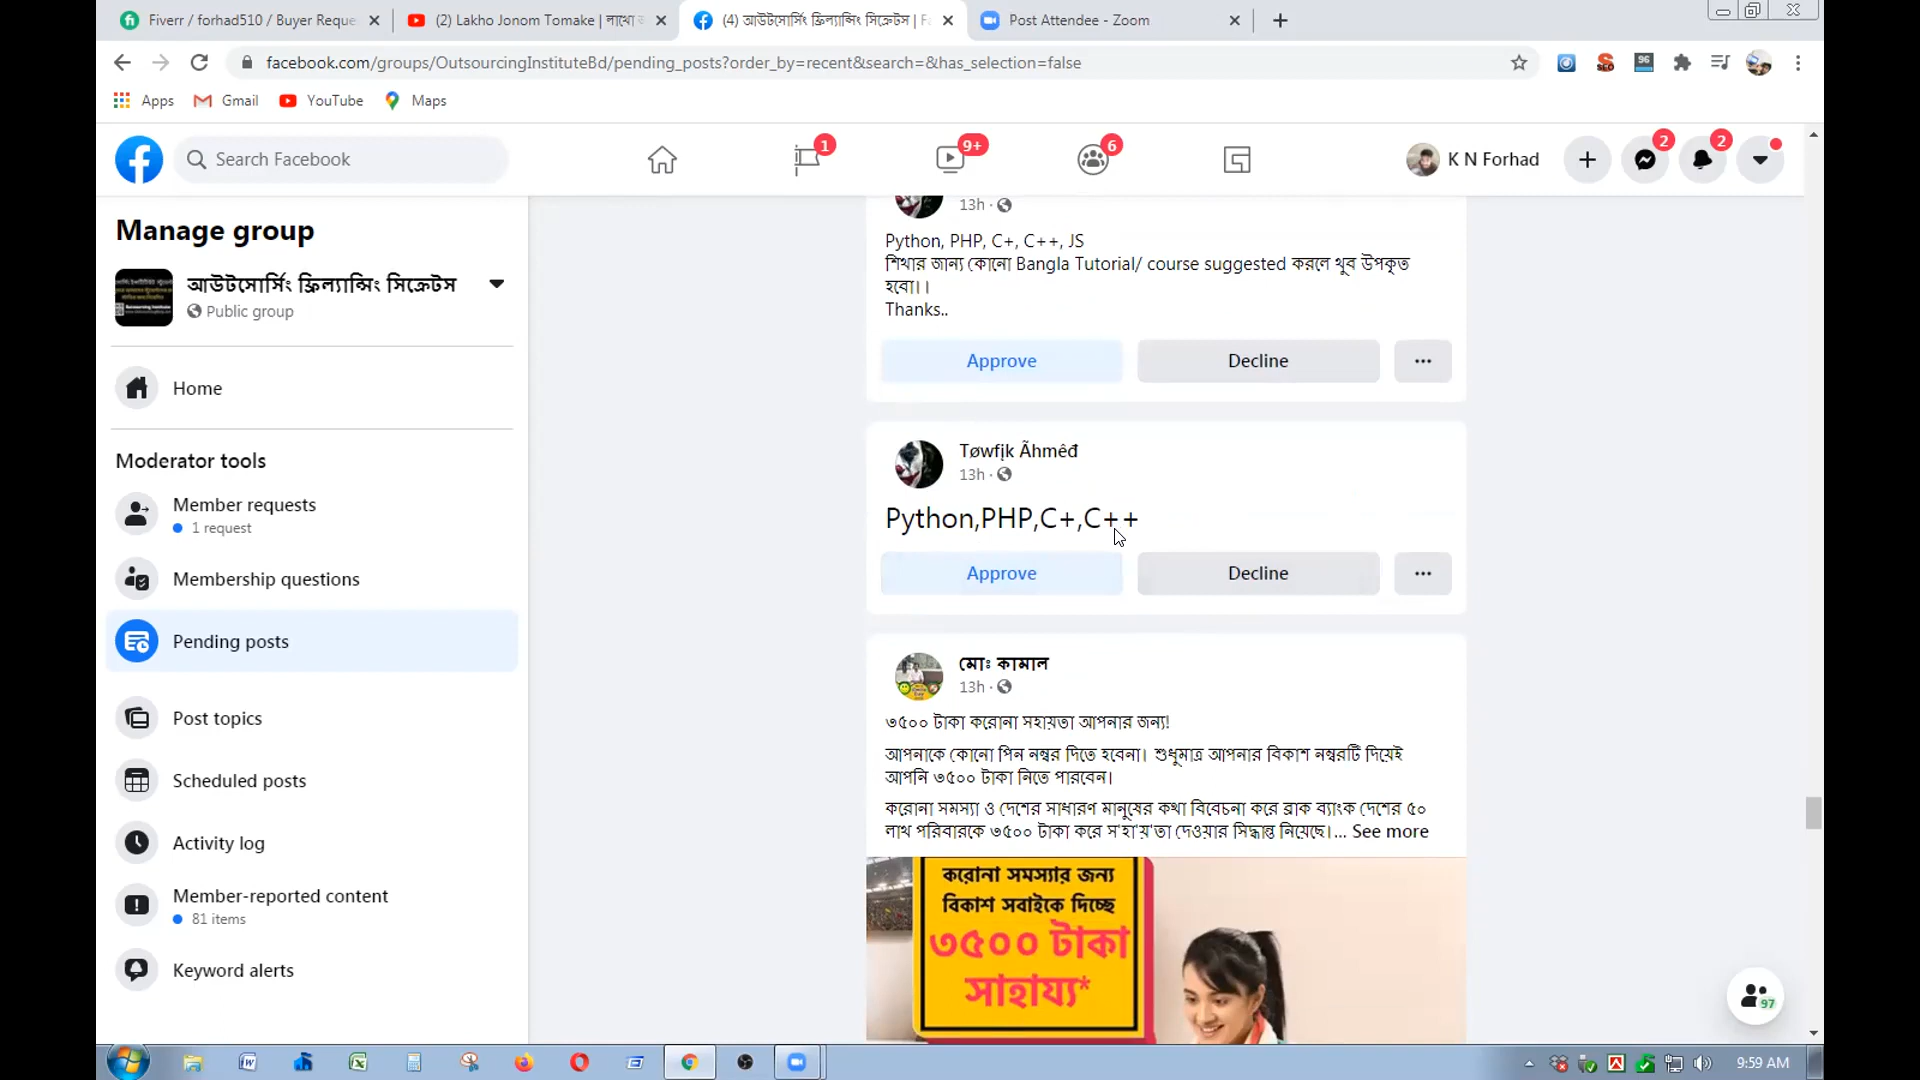 Fiverr / forhad510 / Buyer Reque
(2) Lakho Jonom Tomake | লাখো
(4) আউটসোর্সিং ফ্রিল্যান্সিং সিক্রেটস | F
Post Attendee - Zoom
facebook.com/groups/OutsourcingInstituteBd/pending_posts?order_by=recent&search=&has_selection=false
96
Apps
Gmail
YouTube
Maps
Search Facebook
1
9+
6
K N Forhad
2
2
Manage group
আউটসোর্সিং ফ্রিল্যান্সিং সিক্রেটস
Public group
Home
Moderator tools
Member requests
1 request
Membership questions
Pending posts
Post topics
Scheduled posts
Activity log
Member-reported content
81 items
Keyword alerts
13h ·
Python, PHP, C+, C++, JS
শিখার জন্য কোনো Bangla Tutorial/ course suggested করলে খুব উপকৃত
হবো।।
Thanks..
Approve
Decline
Tøwfįk Ãhmêđ
13h ·
Python,PHP,C+,C++
Approve
Decline
মোঃ কামাল
13h ·
৩৫০০ টাকা করোনা সহায়তা আপনার জন্য!
আপনাকে কোনো পিন নম্বর দিতে হবেনা। শুধুমাত্র আপনার বিকাশ নম্বরটি দিয়েই
আপনি ৩৫০০ টাকা নিতে পারবেন।
করোনা সমস্যা ও দেশের সাধারণ মানুষের কথা বিবেচনা করে ব্রাক ব্যাংক দেশের ৫০
লাখ পরিবারকে ৩৫০০ টাকা করে স'হা'য়'তা দেওয়ার সিদ্ধান্ত নিয়েছে।... See more
করোনা সমস্যার জন্য
বিকাশ সবাইকে দিচ্ছে
৩৫০০ টাকা
সাহায্য*
97
9:59 AM